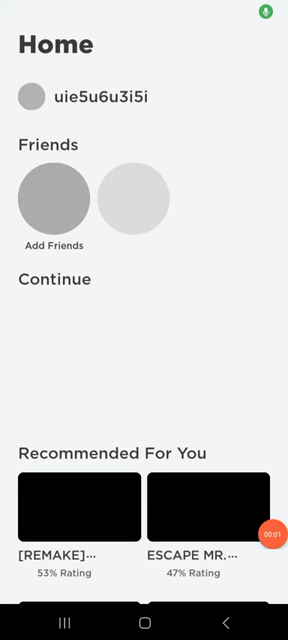 Home
uie5u6u3i5i
Friends
Add Friends
Continue
Recommended For You
[REMAKE]...
ESCAPE MR....
53% Rating
47% Rating
00:01